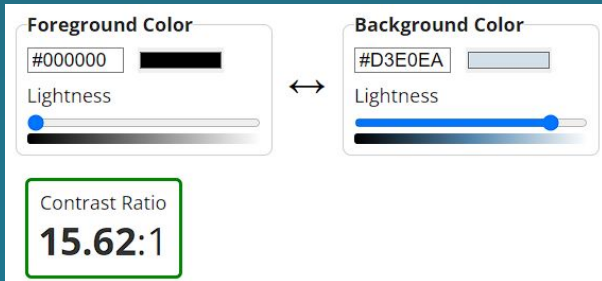 Foreground Color
#000000
Lightness
↔
Background Color
#D3E0EA
Lightness
Contrast Ratio
15.62:1